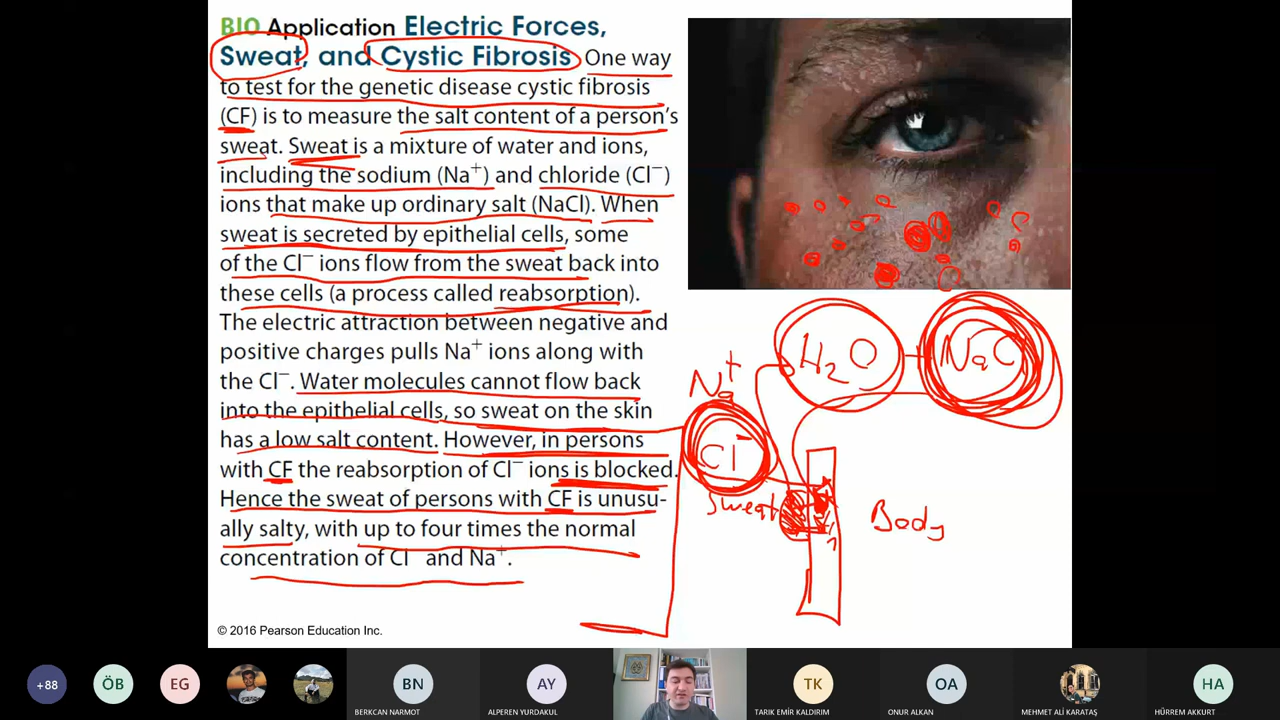 BIO Application Electric Forces,
Sweat, and Cystic Fibrosis One way
to test for the genetic disease cystic fibrosis
(CF) is to measure the salt content of a person's
sweat. Sweat is a mixture of water and ions,
including the sodium (Na⁺) and chloride (Cl⁻)
ions that make up ordinary salt (NaCl). When
sweat is secreted by epithelial cells, some
of the Cl⁻ ions flow from the sweat back into
these cells (a process called reabsorption).
The electric attraction between negative and
positive charges pulls Na⁺ ions along with
the Cl⁻. Water molecules cannot flow back
into the epithelial cells, so sweat on the skin
has a low salt content. However, in persons
with CF the reabsorption of Cl⁻ ions is blocked.
Hence the sweat of persons with CF is unusu-
ally salty, with up to four times the normal
concentration of Cl⁻ and Na⁺.
© 2016 Pearson Education Inc.
H₂O + NaCl
Na⁺
Cl⁻
Sweat
Body
+88
ÖB
EG
BN
BERKCAN NARMOT
AY
ALPEREN YURDAKUL
TK
TARIK EMİR KALDIRIM
OA
ONUR ALKAN
MEHMET ALİ KARATAŞ
HA
HÜRREM AKKURT